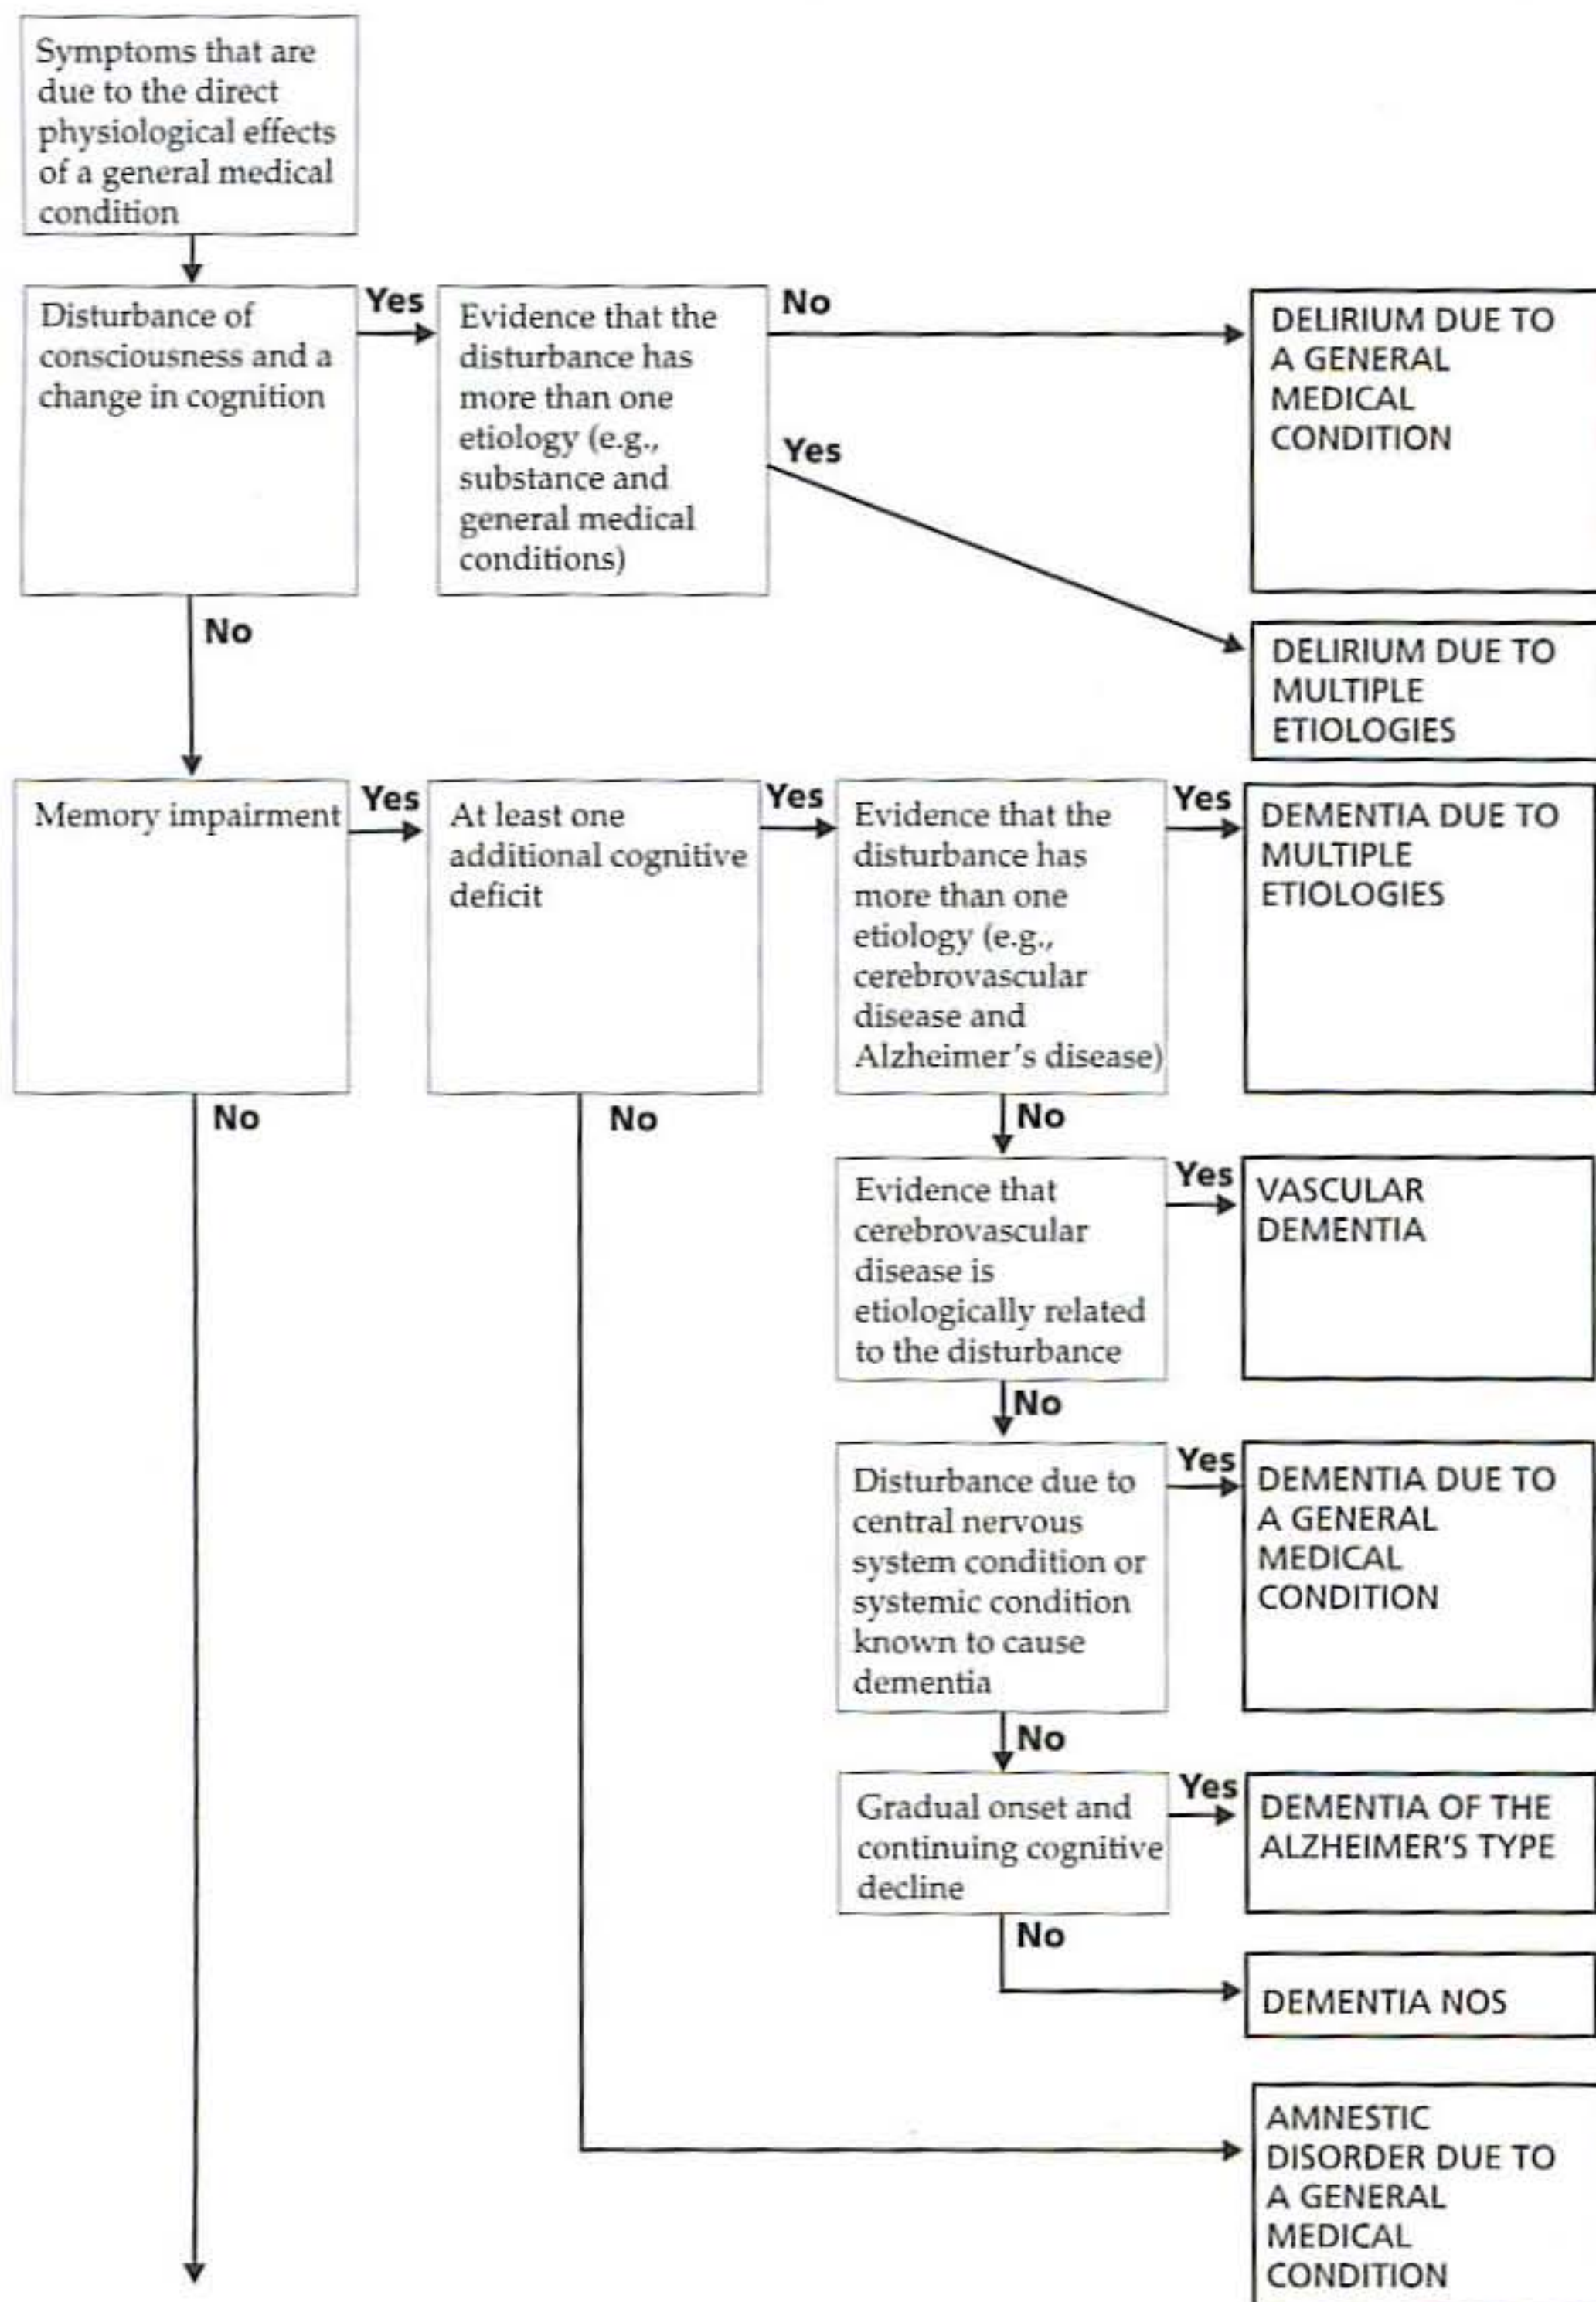 Symptoms that are
due to the direct
physiological effects
of a general medical
condition
Disturbance of
consciousness and a
change in cognition
Yes
Evidence that the
disturbance has
more than one
etiology (e.g.,
substance and
general medical
conditions)
No
DELIRIUM DUE TO
A GENERAL
MEDICAL
CONDITION
Yes
DELIRIUM DUE TO
MULTIPLE
ETIOLOGIES
No
Memory impairment
Yes
At least one
additional cognitive
deficit
Yes
Evidence that the
disturbance has
more than one
etiology (e.g.,
cerebrovascular
disease and
Alzheimer's disease)
Yes
DEMENTIA DUE TO
MULTIPLE
ETIOLOGIES
No
No
No
Evidence that
cerebrovascular
disease is
etiologically related
to the disturbance
Yes
VASCULAR
DEMENTIA
No
Disturbance due to
central nervous
system condition or
systemic condition
known to cause
dementia
Yes
DEMENTIA DUE TO
A GENERAL
MEDICAL
CONDITION
No
Gradual onset and
continuing cognitive
decline
Yes
DEMENTIA OF THE
ALZHEIMER'S TYPE
No
DEMENTIA NOS
AMNESTIC
DISORDER DUE TO
A GENERAL
MEDICAL
CONDITION